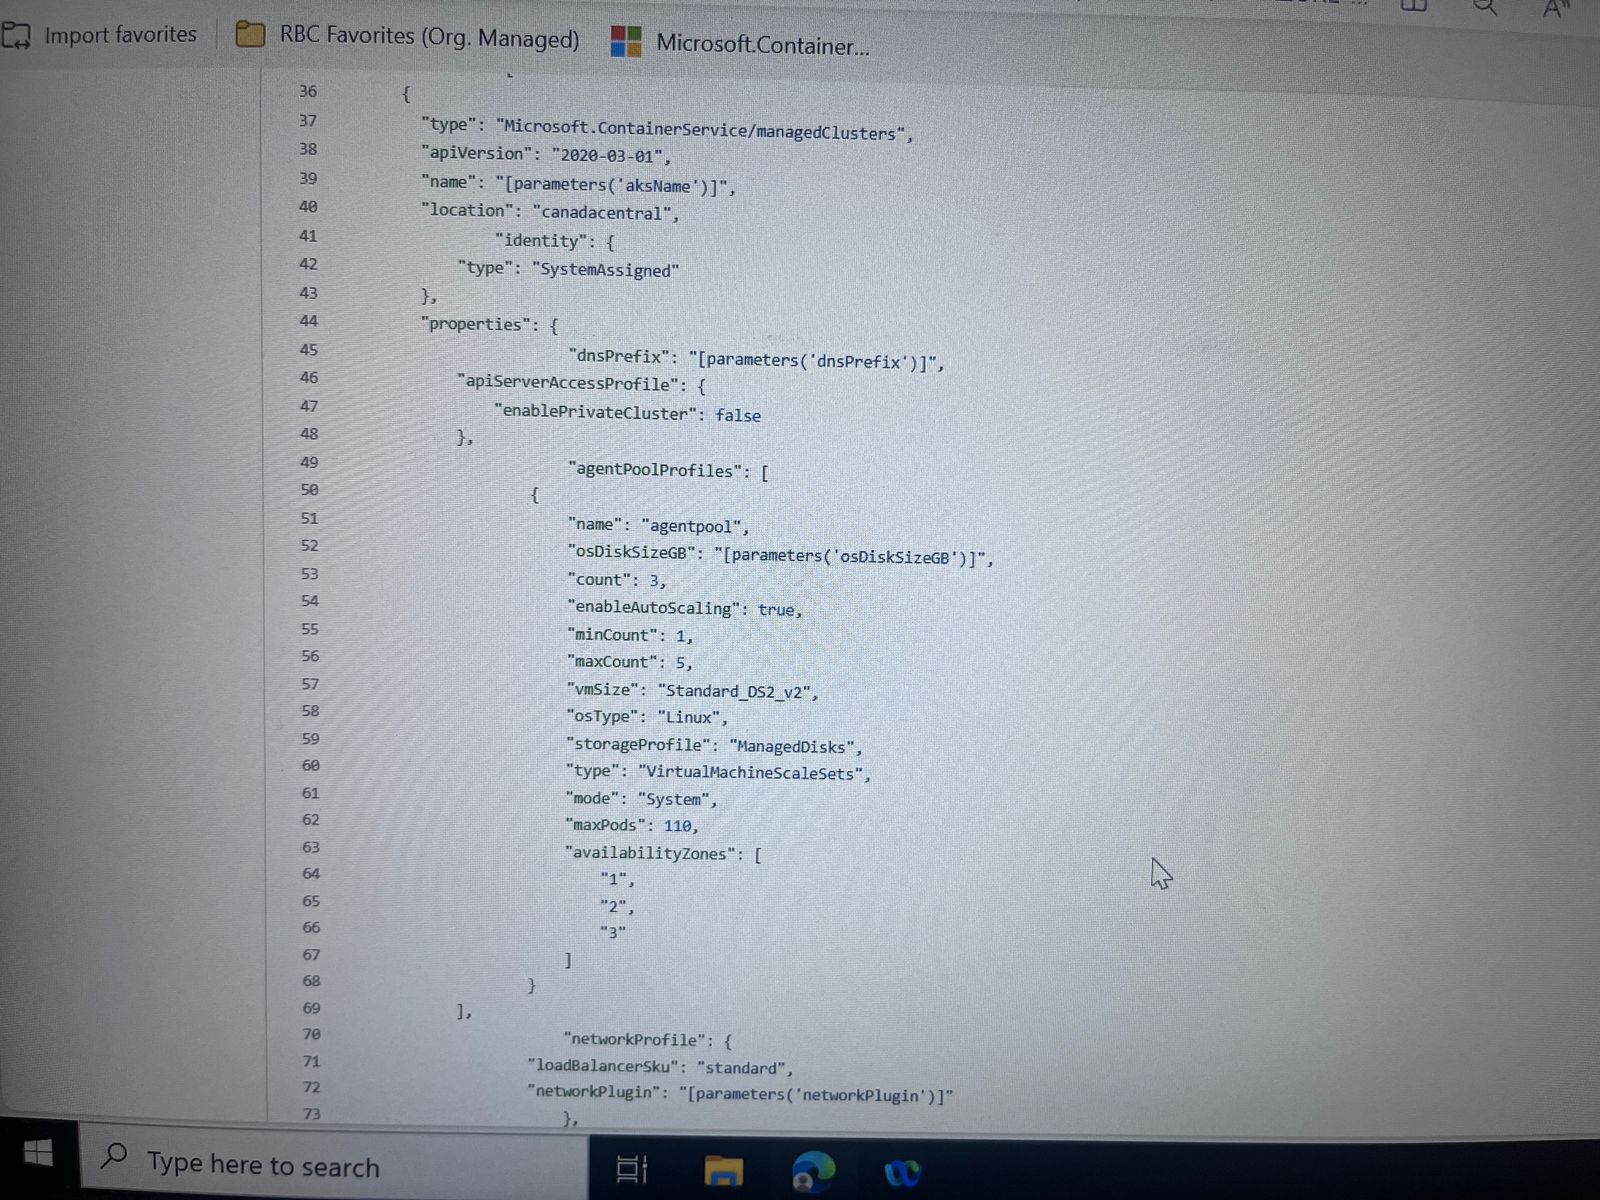 Import favorites
RBC Favorites (Org. Managed)
Microsoft.Container...
36 {
37 "type": "Microsoft.ContainerService/managedClusters",
38 "apiVersion": "2020-03-01",
39 "name": "[parameters('aksName')]",
40 "location": "canadacentral",
41 "identity": {
42 "type": "SystemAssigned"
43 },
44 "properties": {
45 "dnsPrefix": "[parameters('dnsPrefix')]",
46 "apiServerAccessProfile": {
47 "enablePrivateCluster": false
48 },
49 "agentPoolProfiles": [
50 {
51 "name": "agentpool",
52 "osDiskSizeGB": "[parameters('osDiskSizeGB')]",
53 "count": 3,
54 "enableAutoScaling": true,
55 "minCount": 1,
56 "maxCount": 5,
57 "vmSize": "Standard_DS2_v2",
58 "osType": "Linux",
59 "storageProfile": "ManagedDisks",
60 "type": "VirtualMachineScaleSets",
61 "mode": "System",
62 "maxPods": 110,
63 "availabilityZones": [
64 "1",
65 "2",
66 "3"
67 ]
68 }
69 ],
70 "networkProfile": {
71 "loadBalancerSku": "standard",
72 "networkPlugin": "[parameters('networkPlugin')]"
73 },
Type here to search